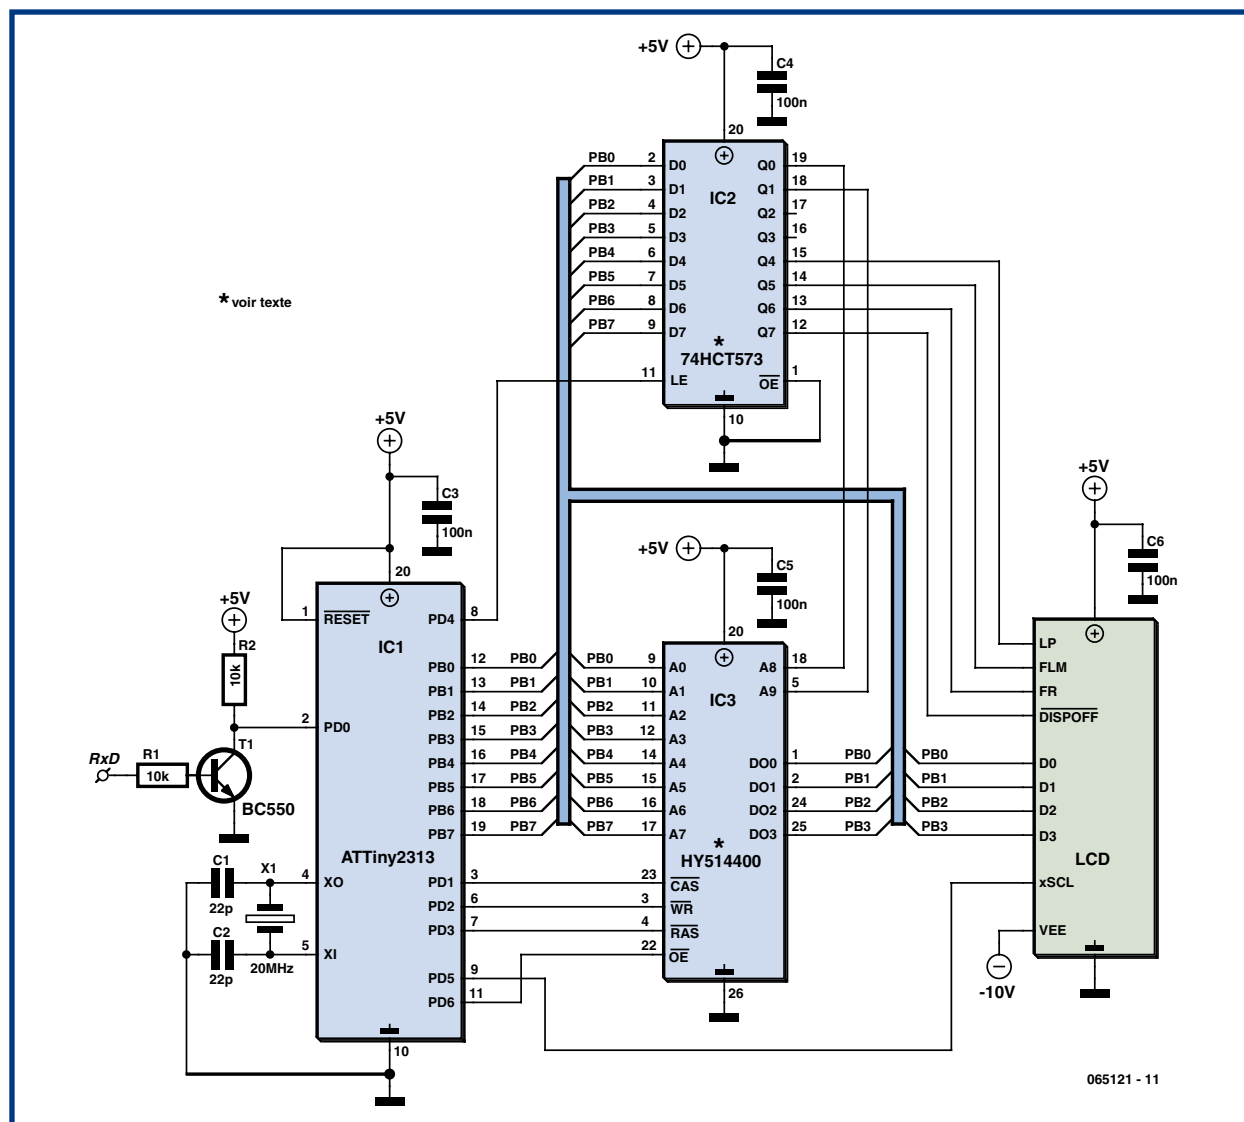 +5V
C4
100n
20
PB0 2 D0 Q0 19
PB1 3 D1 IC2 Q1 18
PB2 4 D2 Q2 17
PB3 5 D3 Q3 16
PB4 6 D4 Q4 15
PB5 7 D5 Q5 14
PB6 8 D6 Q6 13
PB7 9 D7 Q7 12
* voir texte
*
74HCT573
11 LE OE 1
10
+5V
C3
100n
20
+5V
C5
100n
20
+5V
C6
100n
+5V
R2
10k
1 RESET PD4 8
IC1
PB0 12 PB0
PB1 13 PB1
PB2 14 PB2
2 PD0 PB3 15 PB3
PB4 16 PB4
PB5 17 PB5
PB6 18 PB6
PB7 19 PB7
ATTiny2313
RxD
R1
10k
T1
BC550
C1
22p
X1
4 XO PD1 3
PD2 6
PD3 7
C2
22p
20MHz
5 XI
PD5 9
PD6 11
10
PB0 9 A0 A8 18
PB1 10 A1 IC3 A9 5
PB2 11 A2
PB3 12 A3
PB4 14 A4 DO0 1 PB0
PB5 15 A5 DO1 2 PB1
PB6 16 A6 DO2 24 PB2
PB7 17 A7 DO3 25 PB3
*
HY514400
23 CAS
3 WR
4 RAS
22 OE
26
LP
FLM
FR
DISPOFF
PB0 D0
PB1 D1
PB2 D2
PB3 D3
LCD
xSCL
VEE
-10V
065121 - 11